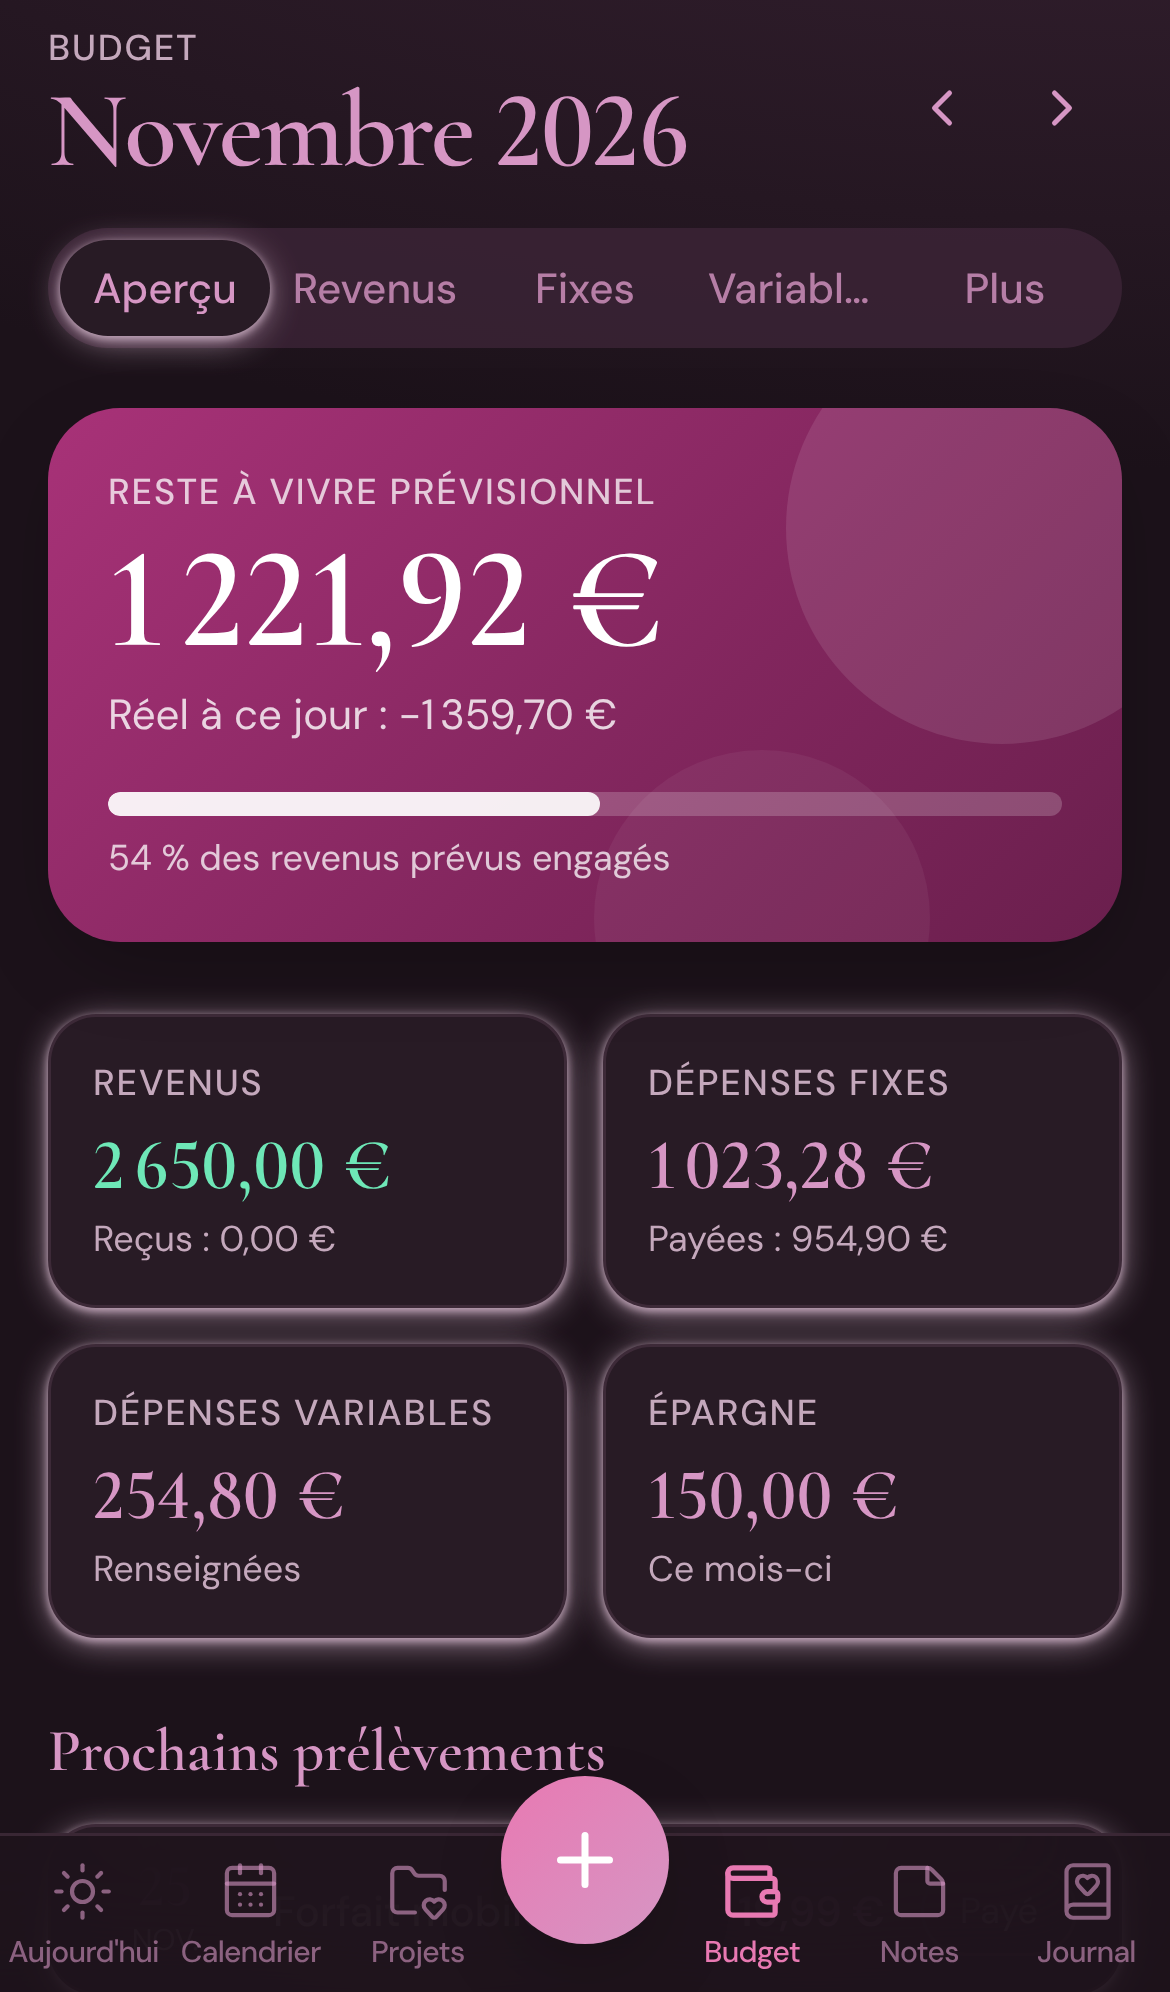 BUDGET
Novembre 2026
Aperçu Revenus Fixes Variabl... Plus
RESTE À VIVRE PRÉVISIONNEL
1 221,92 €
Réel à ce jour : -1 359,70 €
54 % des revenus prévus engagés
REVENUS
2 650,00 €
Reçus : 0,00 €
DÉPENSES FIXES
1 023,28 €
Payées : 954,90 €
DÉPENSES VARIABLES
254,80 €
Renseignées
ÉPARGNE
150,00 €
Ce mois-ci
Prochains prélèvements
Aujourd'hui Calendrier Projets Budget Notes Journal